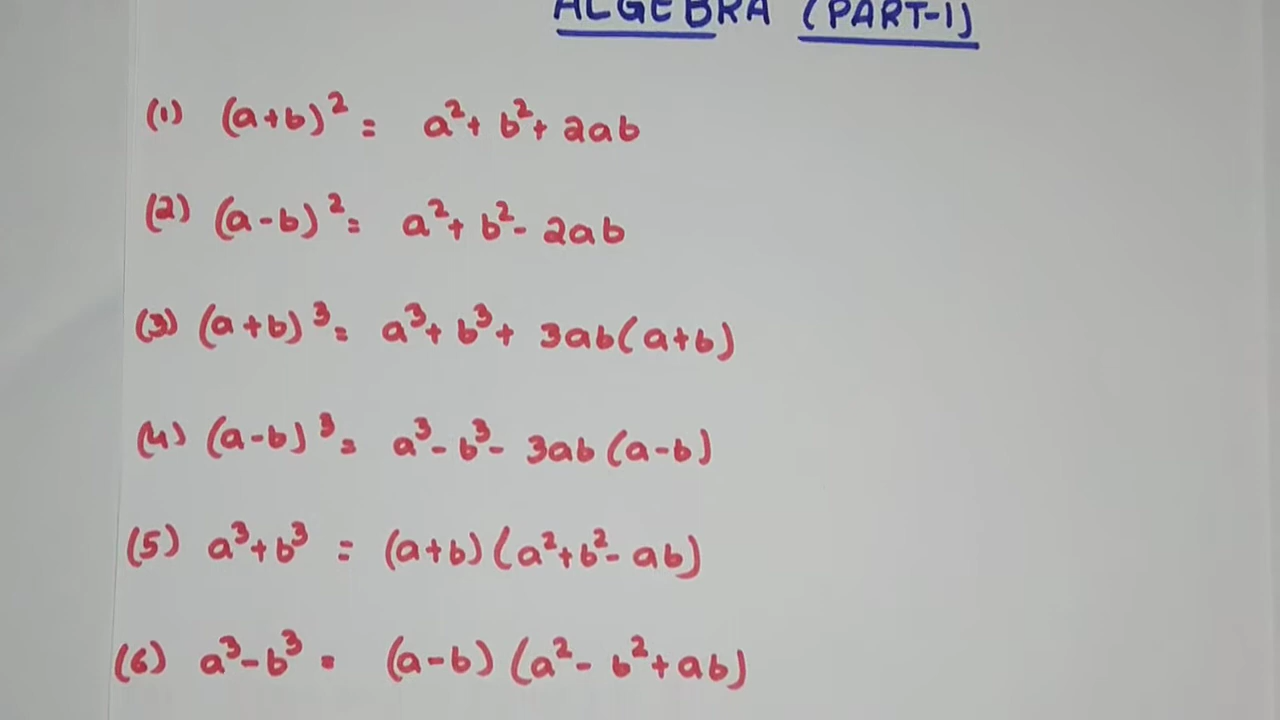 ALGEBRA (PART-1)
(1) (a+b)² = a²+ b²+ 2ab
(2) (a-b)² = a²+ b²- 2ab
(3) (a+b)³ = a³+ b³+ 3ab(a+b)
(4) (a-b)³ = a³- b³- 3ab (a-b)
(5) a³+b³ = (a+b) (a²+b²- ab)
(6) a³-b³ = (a-b) (a²- b²+ab)